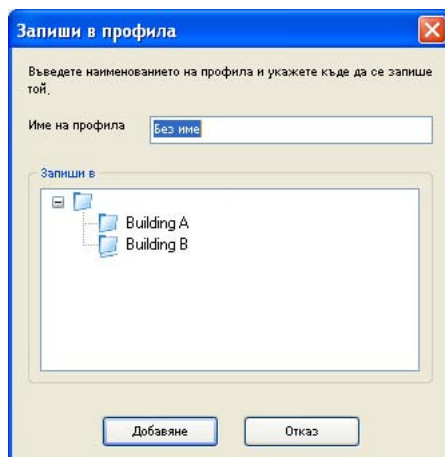 Запиши в профила
Въведете наименованието на профила и укажете къде да се запише
той.
Име на профила
Без име
Запиши в
Building A
Building B
Добавяне
Отказ